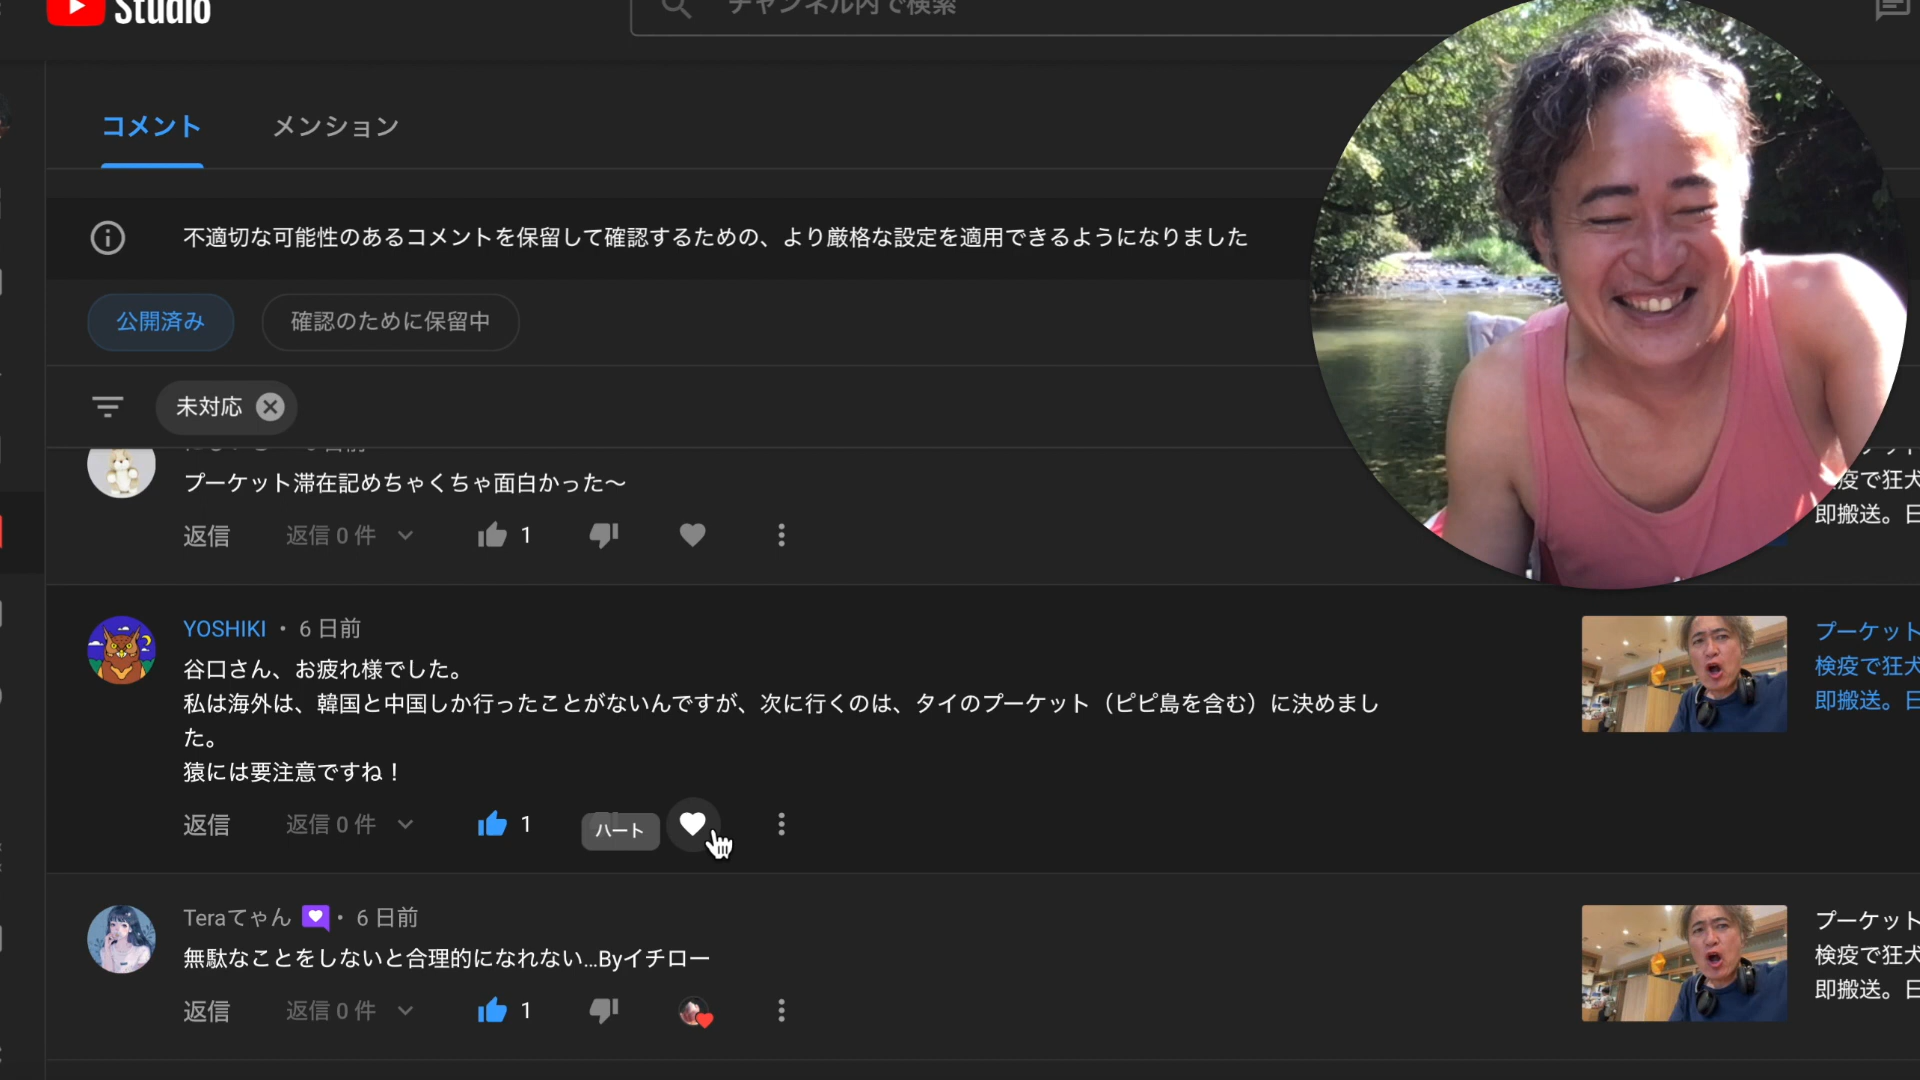 Studio
チャンネル内で検索
コメント
メンション
不適切な可能性のあるコメントを保留して確認するための、より厳格な設定を適用できるようになりました
公開済み
確認のために保留中
未対応
プーケット滞在記めちゃくちゃ面白かった〜
返信
返信 0 件
1
疫で狂犬
即搬送。日
YOSHIKI ・ 6 日前
谷口さん、お疲れ様でした。
私は海外は、韓国と中国しか行ったことがないんですが、次に行くのは、タイのプーケット（ピピ島を含む）に決めまし
た。
猿には要注意ですね！
返信
返信 0 件
1
ハート
プーケット
検疫で狂犬
即搬送。日
Teraてゃん ・ 6 日前
無駄なことをしないと合理的になれない…Byイチロー
返信
返信 0 件
1
プーケット
検疫で狂犬
即搬送。日